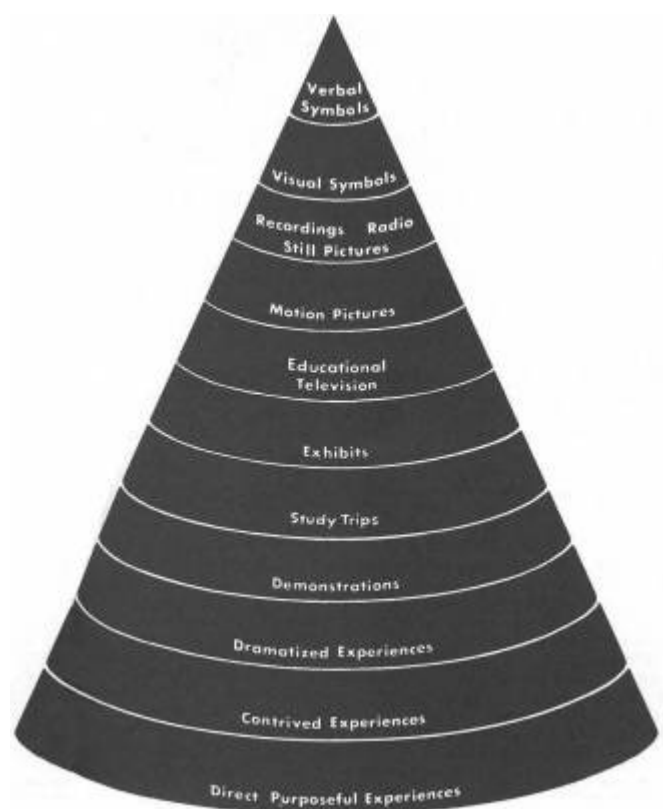 Verbal
Symbols
Visual Symbols
Recordings Radio
Still Pictures
Motion Pictures
Educational
Television
Exhibits
Study Trips
Demonstrations
Dramatized Experiences
Contrived Experiences
Direct Purposeful Experiences